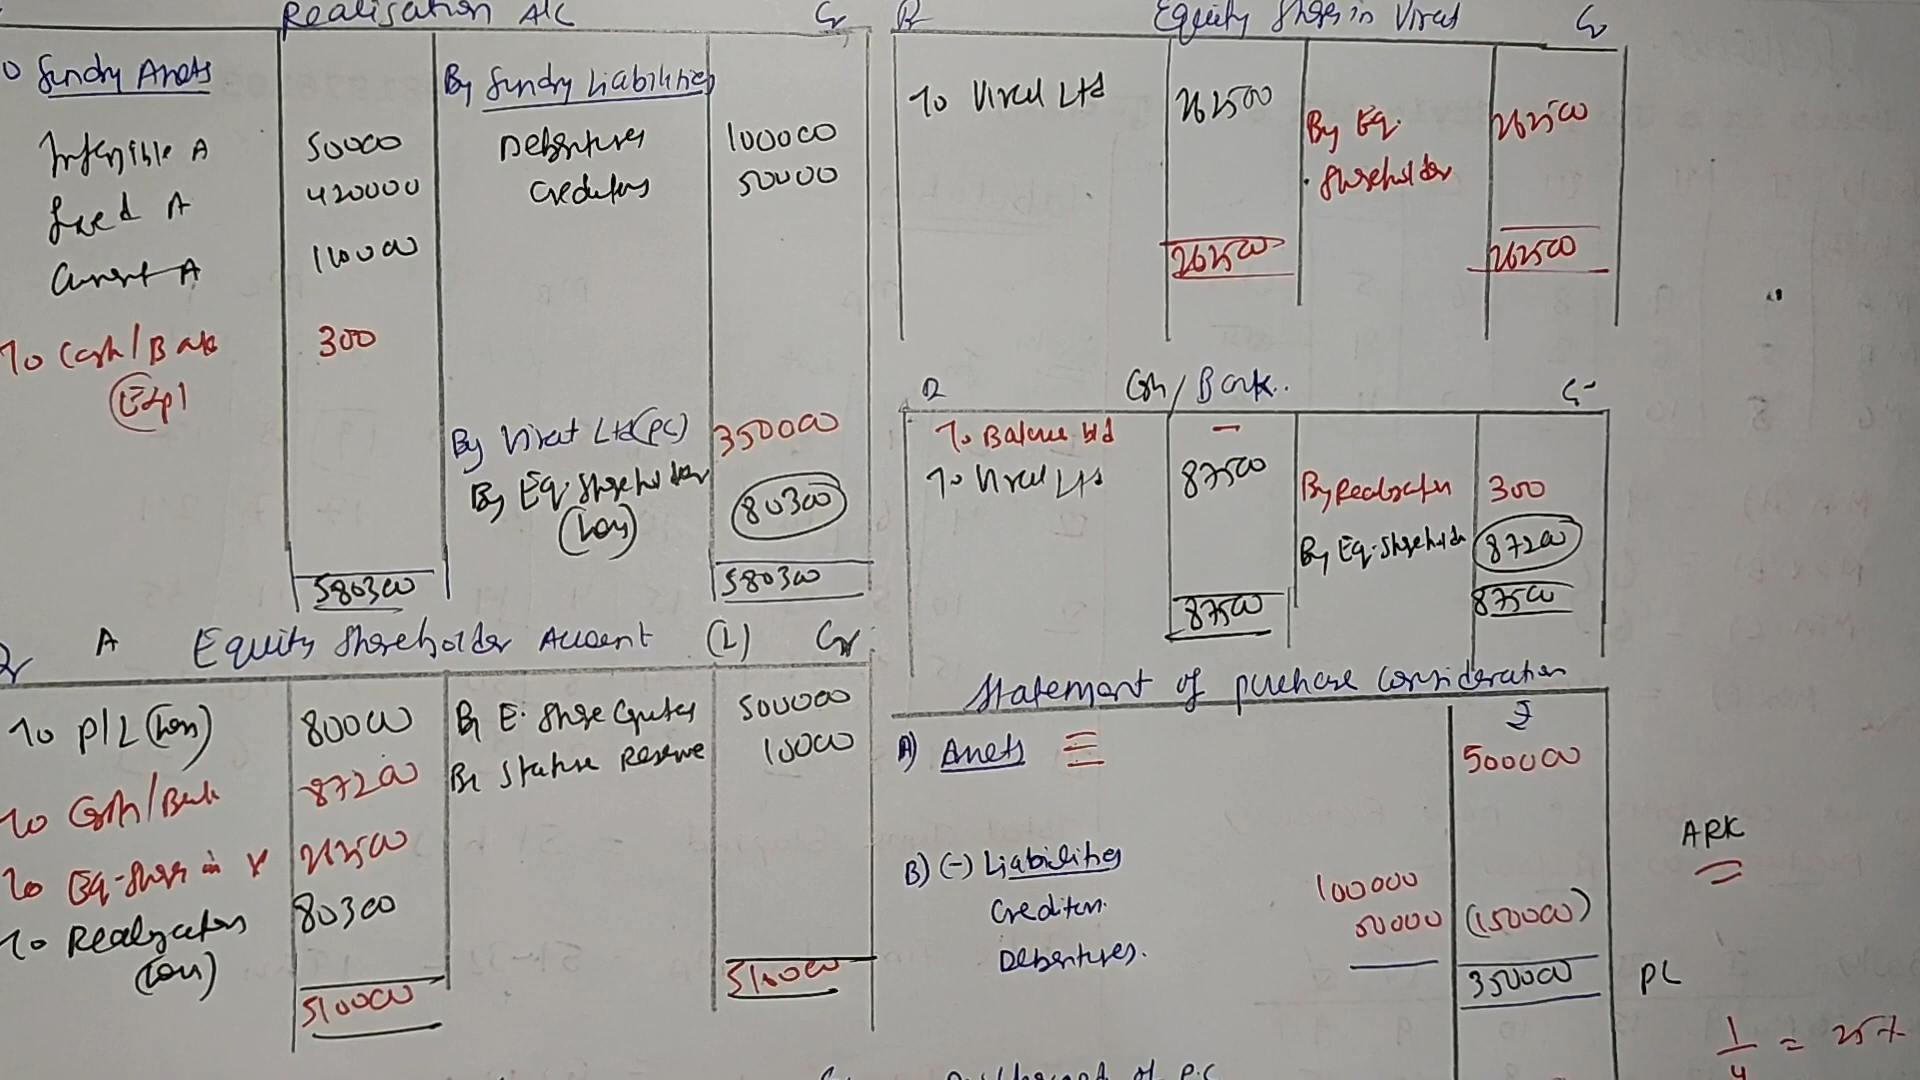 Realisation A/C Cr
To Sundry Assets By Sundry Liabilities
Intangible A 50000 Debentures 100000
fixed A 420000 Creditors 50000
Current A 110000
To Cash/Bank 300
(Exp)
By Virat Ltd (PC) 350000
By Eq. Shareholder 80300
(Loss)
580300 580300
Dr A Equity Shareholder Account (L) Cr
To P/L (Loss) 80000 By E. Share Capital 500000
To Cash/Bank 87200 By Statue Reserve 10000
To Eq-Shares in V 262500
To Realisation 80300
(Loss)
510000 510000
Dr Equity Shares in Virat Cr
To Virat Ltd 262500 By Eq. 262500
Shareholder
262500 262500
Dr Cash/Bank.. Cr
To Balance b/d -
To Virat Ltd 87500 By Realisation 300
By Eq. Shareholder 87200
87500 87500
Statement of purchase consideration
₹
A) Assets 500000
B) (-) Liabilities
Creditors. 100000
Debentures. 50000 (150000)
350000 PC
ARK
1/4 = 25%
of P.C